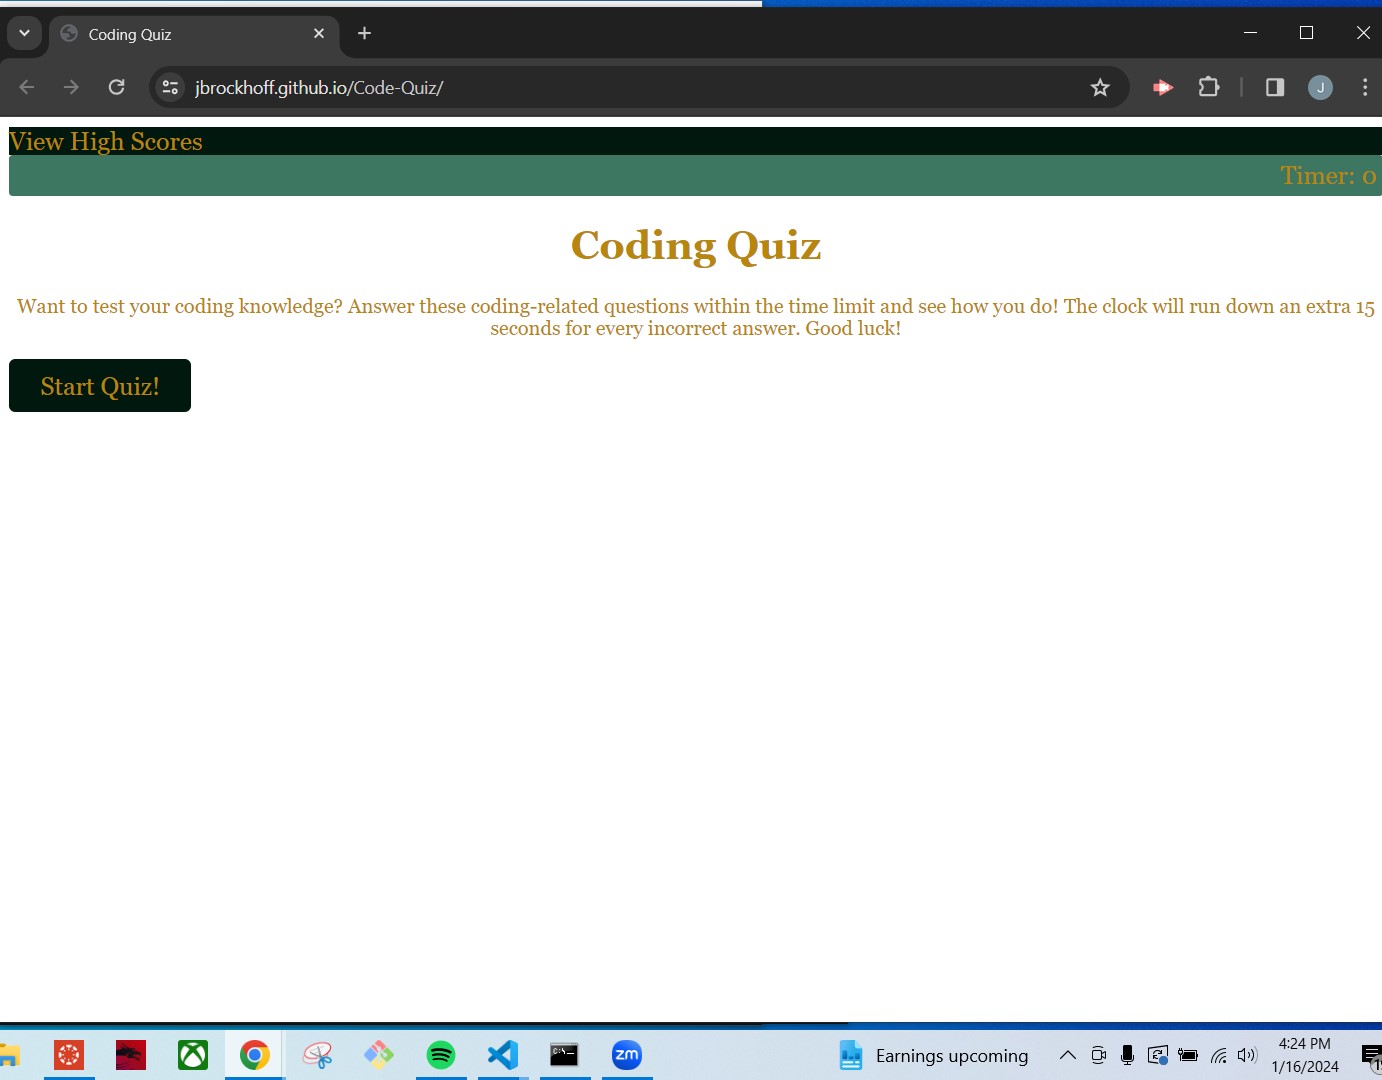 Coding Quiz
jbrockhoff.github.io/Code-Quiz/
J
View High Scores
Timer: 0
Coding Quiz
Want to test your coding knowledge? Answer these coding-related questions within the time limit and see how you do! The clock will run down an extra 15
seconds for every incorrect answer. Good luck!
Start Quiz!
zm
Earnings upcoming
4:24 PM
1/16/2024